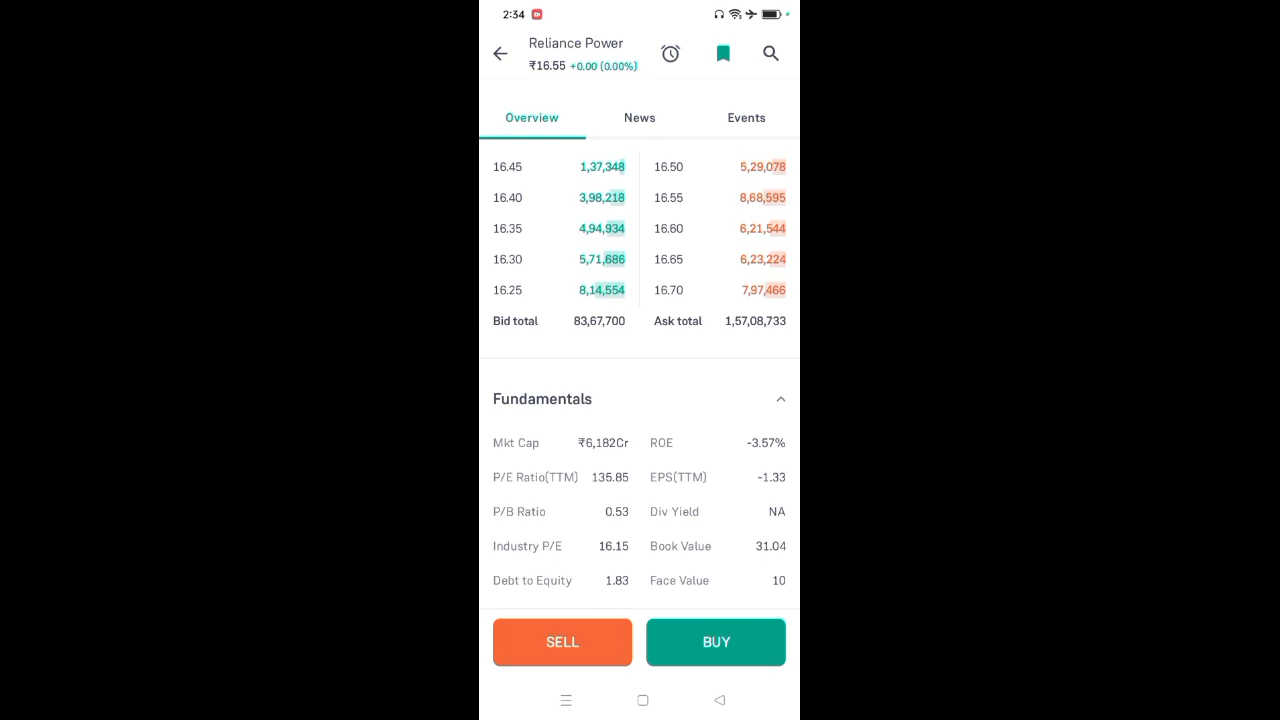 2:34
Reliance Power
₹16.55 +0.00 (0.00%)
Overview News Events
16.45 1,37,348 16.50 5,29,078
16.40 3,98,218 16.55 8,68,595
16.35 4,94,934 16.60 6,21,544
16.30 5,71,686 16.65 6,23,224
16.25 8,14,554 16.70 7,97,466
Bid total 83,67,700 Ask total 1,57,08,733
Fundamentals
Mkt Cap ₹6,182Cr ROE -3.57%
P/E Ratio(TTM) 135.85 EPS(TTM) -1.33
P/B Ratio 0.53 Div Yield NA
Industry P/E 16.15 Book Value 31.04
Debt to Equity 1.83 Face Value 10
SELL BUY